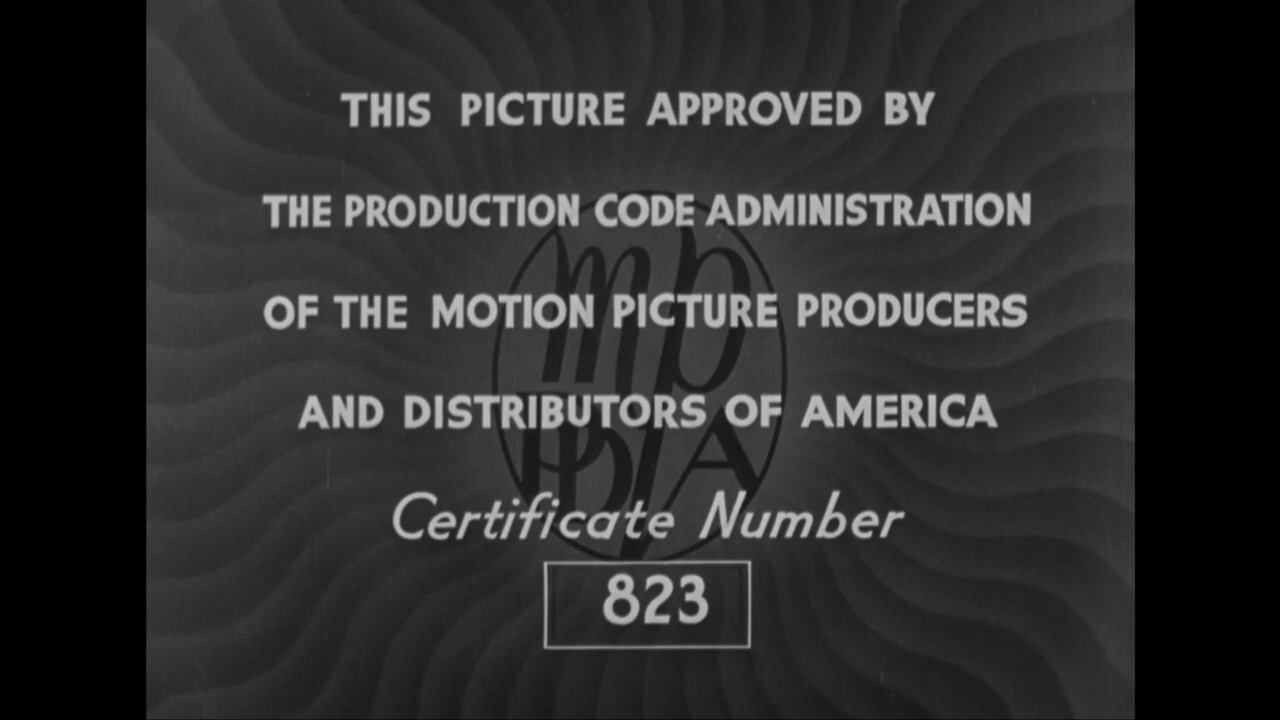 THIS PICTURE APPROVED BY
THE PRODUCTION CODE ADMINISTRATION
OF THE MOTION PICTURE PRODUCERS
AND DISTRIBUTORS OF AMERICA
Certificate Number
823